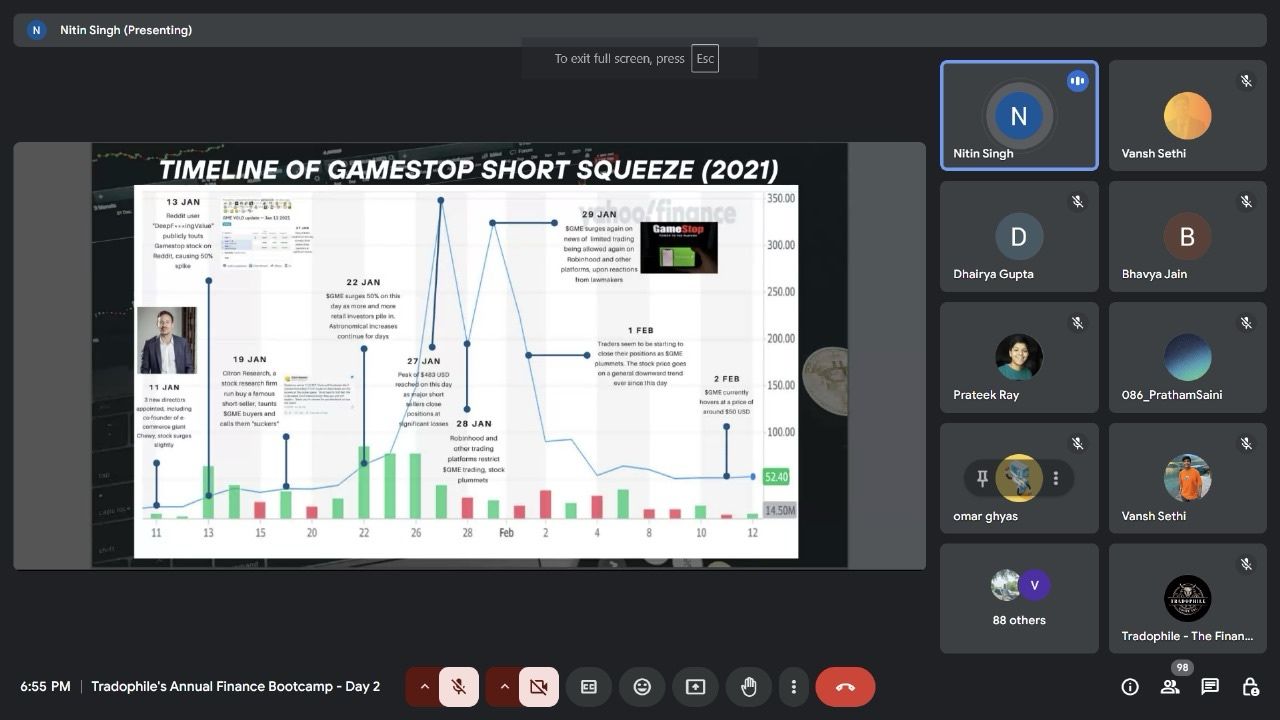 N
Nitin Singh (Presenting)
To exit full screen, press Esc
TIMELINE OF GAMESTOP SHORT SQUEEZE (2021)
yahoo/finance
13 JAN
Reddit user
"DeepF***ingValue"
publicly touts
Gamestop stock on
Reddit, causing 50%
spike
GME YOLO update — Jan 13 2021
11 JAN
3 new directors
appointed, including
co-founder of e-
commerce giant
Chewy, stock surges
slightly
19 JAN
Citron Research, a
stock research firm
run buy a famous
short-seller, taunts
$GME buyers and
calls them "suckers"
22 JAN
$GME surges 50% on this
day as more and more
retail investors pile in.
Astronomical increases
continue for days
27 JAN
Peak of $483 USD
reached on this day
as major short
sellers close
positions at
significant losses
28 JAN
Robinhood and
other trading
platforms restrict
$GME trading, stock
plummets
29 JAN
$GME surges again on
news of limited trading
being allowed again on
Robinhood and other
platforms, upon reactions
from lawmakers
GameStop
1 FEB
Traders seem to be starting to
close their positions as $GME
plummets. The stock price goes
on a general downward trend
ever since this day
2 FEB
$GME currently
hovers at a price of
around $50 USD
350.00
300.00
250.00
200.00
150.00
100.00
52.40
14.50M
11 13 15 20 22 26 28 Feb 2 4 8 10 12
N
Nitin Singh
Vansh Sethi
D
Dhairya Gupta
B
Bhavya Jain
Prateek Ray
066_PrathamSaini
omar ghyas
Vansh Sethi
V
88 others
TRADOPHILE
Tradophile - The Finan...
6:55 PM | Tradophile's Annual Finance Bootcamp - Day 2
98